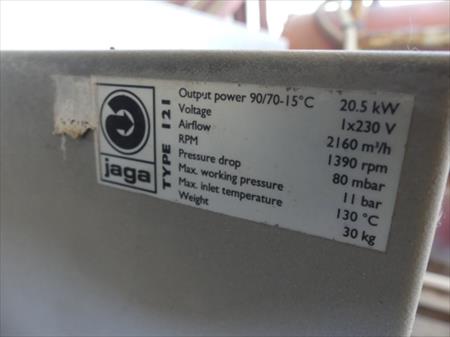 jaga
TYPE 121
Output power 90/70-15°C 20.5 kW
Voltage 1x230 V
Airflow 2160 m³/h
RPM 1390 rpm
Pressure drop 80 mbar
Max. working pressure 11 bar
Max. inlet temperature 130 °C
Weight 30 kg